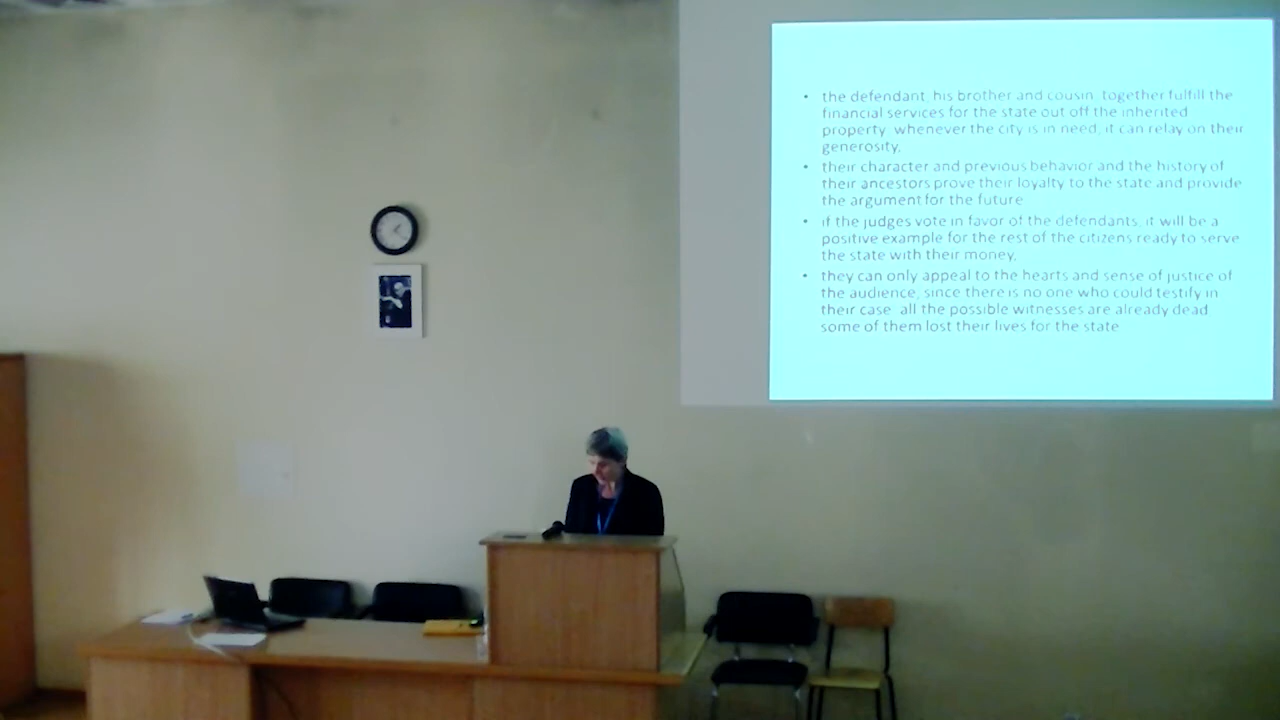 • the defendant, his brother and cousin, together fulfill the
financial services for the state out off the inherited
property, whenever the city is in need, it can relay on their
generosity,
• their character and previous behavior and the history of
their ancestors prove their loyalty to the state and provide
the argument for the future
• if the judges vote in favor of the defendants, it will be a
positive example for the rest of the citizens ready to serve
the state with their money,
• they can only appeal to the hearts and sense of justice of
the audience, since there is no one who could testify in
their case, all the possible witnesses are already dead,
some of them lost their lives for the state